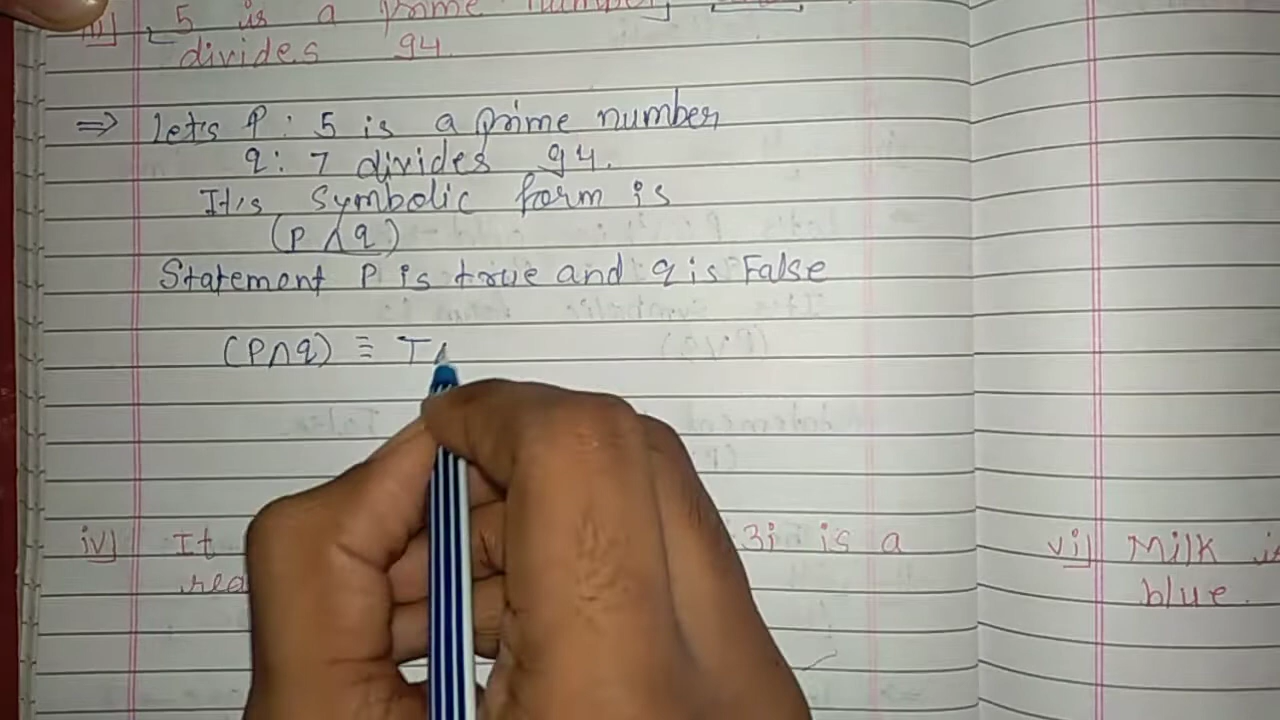 5 is a prime number
divides 94.
⇒ Let's P : 5 is a prime number
q : 7 divides 94.
It's Symbolic form is
(P ∧ q)
Statement P is true and q is False
(P∧q) ≡ T
iv) It 3i is a
vi) Milk is
blue.